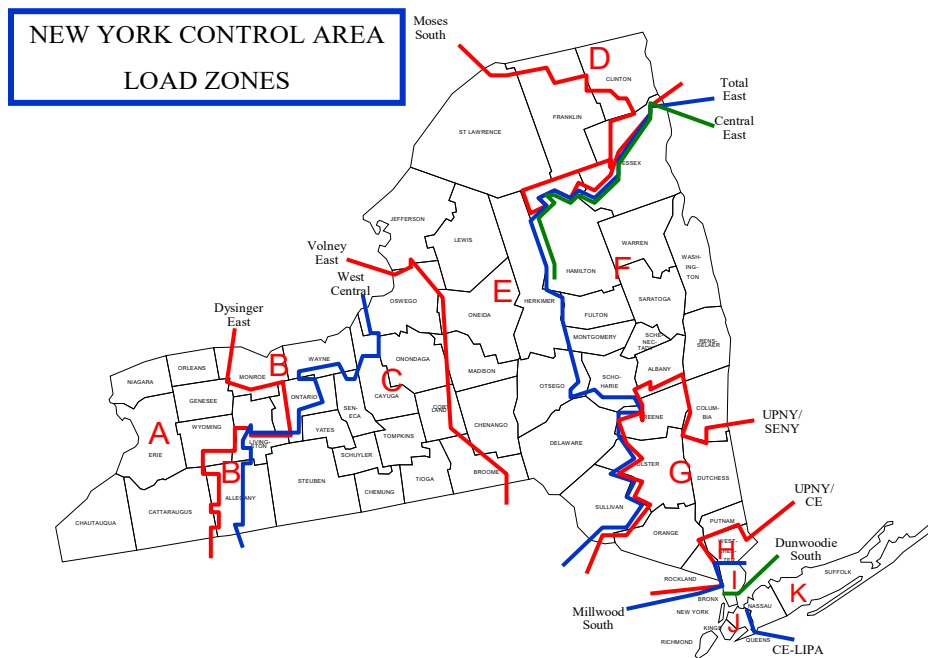 NEW YORK CONTROL AREA
LOAD ZONES
Moses
South
D
CLINTON
Total
East
FRANKLIN
Central
East
ST LAWRENCE
ESSEX
JEFFERSON
LEWIS
WARREN
Volney
East
WASH-
ING-
TON
West
Central
HAMILTON
F
E
OSWEGO
HERKIMER
SARATOGA
Dysinger
East
ONEIDA
FULTON
MONTGOMERY
SCHE-
NEC-
TADY
RENS-
SELAER
WAYNE
ONONDAGA
B
ORLEANS
MONROE
MADISON
ALBANY
NIAGARA
C
OTSEGO
SCHO-
HARIE
GENESEE
ONTARIO
CAYUGA
SEN-
ECA
CORT
LAND
COLUM-
BIA
GREENE
UPNY/
SENY
WYOMING
A
LIVING-
STON
YATES
TOMPKINS
CHENANGO
DELAWARE
ERIE
SCHUYLER
ULSTER
G
B
STEUBEN
TIOGA
BROOME
DUTCHESS
CHEMUNG
ALLEGANY
UPNY/
CE
CATTARAUGUS
SULLIVAN
CHAUTAUQUA
PUTNAM
ORANGE
WEST-
CHES-
TER
H
Dunwoodie
South
SUFFOLK
ROCKLAND
I
K
BRONX
NASSAU
Millwood
South
NEW YORK
KINGS
J
RICHMOND
QUEENS
CE-LIPA